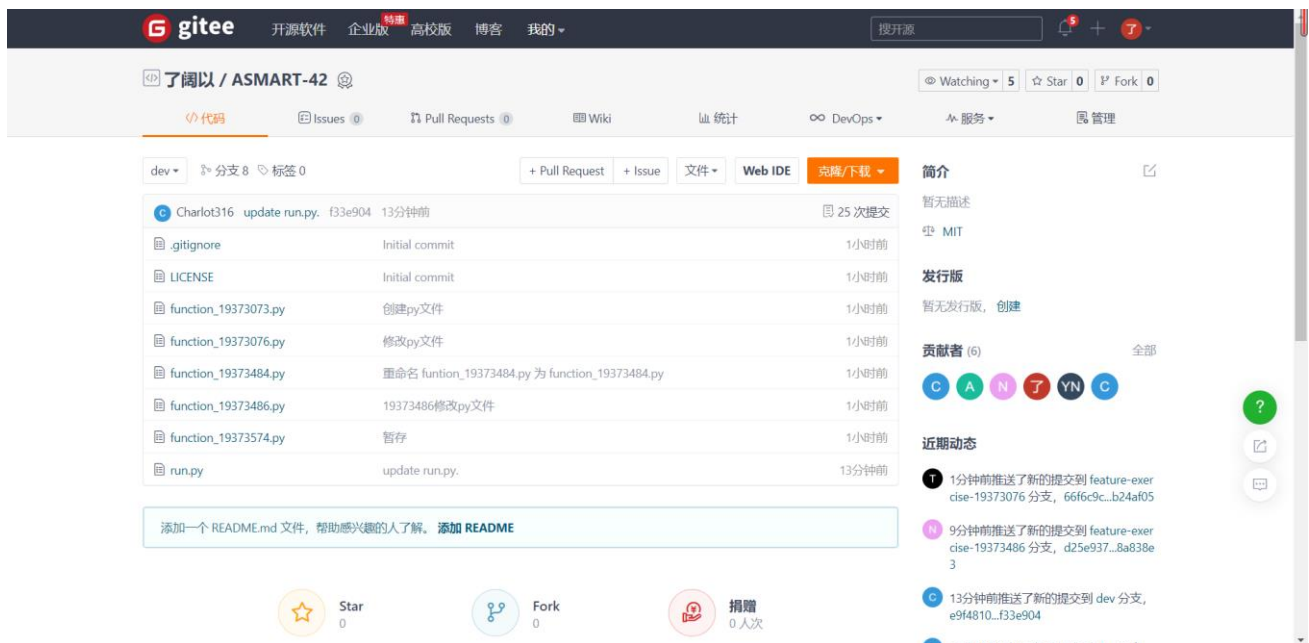 G gitee 开源软件 企业版 特惠 高校版 博客 我的 搜开源 5 了
了阔以 / ASMART-42 Watching 5 Star 0 Fork 0
代码 Issues 0 Pull Requests 0 Wiki 统计 DevOps 服务 管理
dev 分支 8 标签 0 + Pull Request + Issue 文件 Web IDE 克隆/下载
C Charlot316 update run.py. f33e904 13分钟前 25 次提交
.gitignore Initial commit 1小时前
LICENSE Initial commit 1小时前
function_19373073.py 创建py文件 1小时前
function_19373076.py 修改py文件 1小时前
function_19373484.py 重命名 funtion_19373484.py 为 function_19373484.py 1小时前
function_19373486.py 19373486修改py文件 1小时前
function_19373574.py 暂存 1小时前
run.py update run.py. 13分钟前
添加一个 README.md 文件，帮助感兴趣的人了解。 添加 README
Star
0
Fork
0
捐赠
0 人次
简介
暂无描述
MIT
发行版
暂无发行版， 创建
贡献者 (6) 全部
C A N 了 YN C
近期动态
T 1分钟前推送了新的提交到 feature-exer
cise-19373076 分支，66f6c9c...b24af05
N 9分钟前推送了新的提交到 feature-exer
cise-19373486 分支，d25e937...8a838e
3
C 13分钟前推送了新的提交到 dev 分支，
e9f4810...f33e904
?